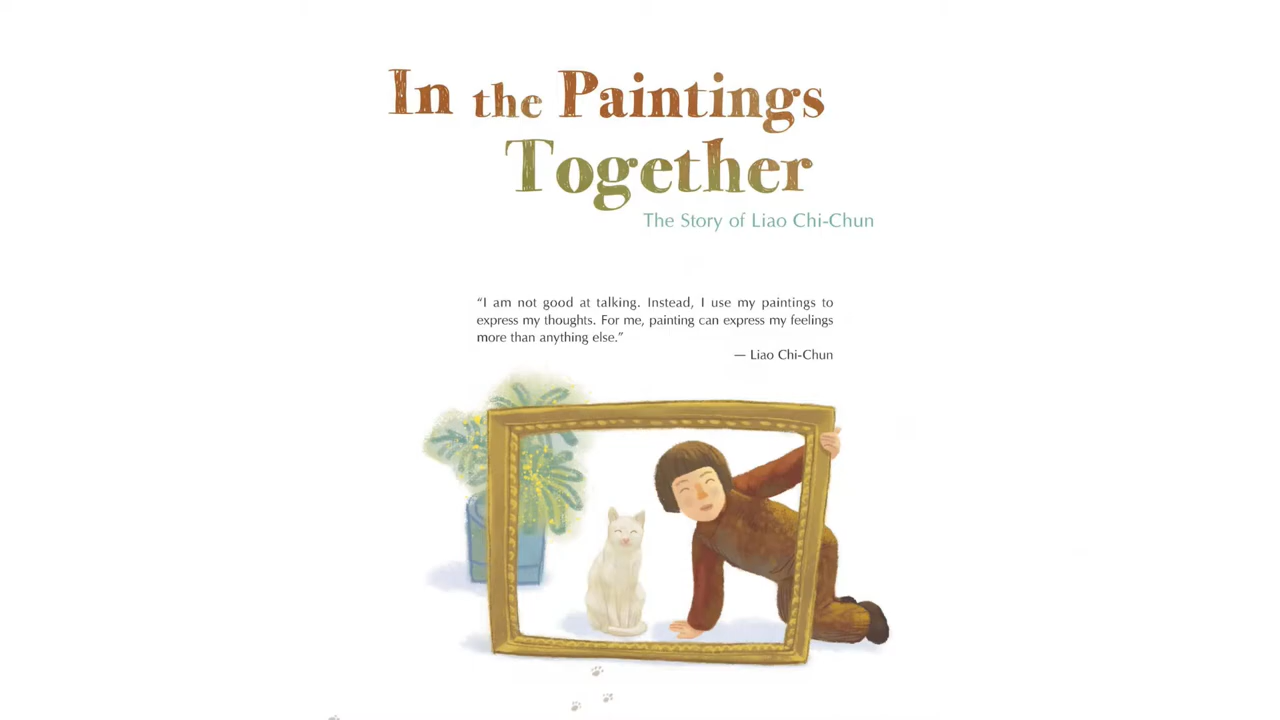 In the Paintings
Together
The Story of Liao Chi-Chun
“I am not good at talking. Instead, I use my paintings to
express my thoughts. For me, painting can express my feelings
more than anything else.”
— Liao Chi-Chun